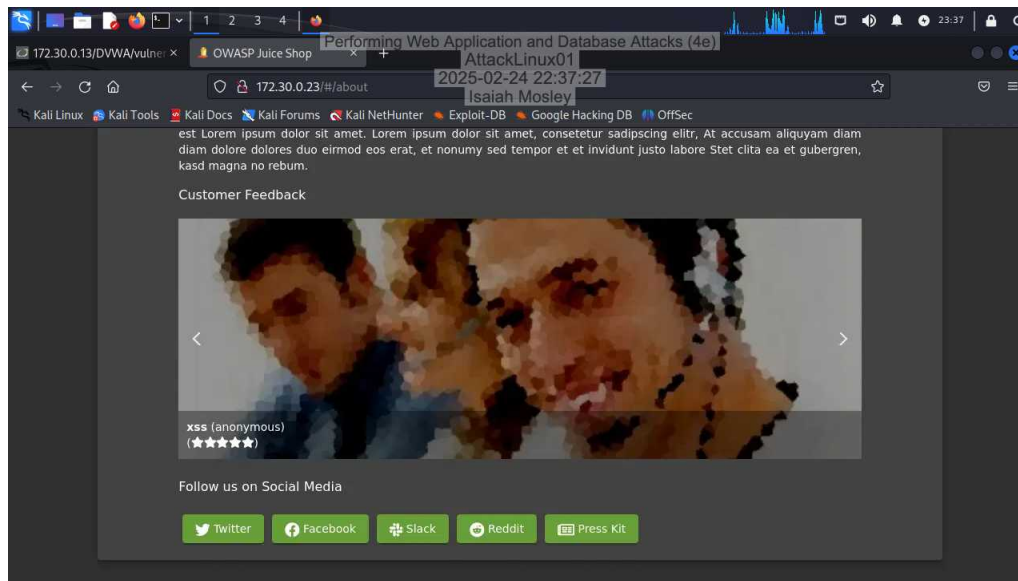 1 2 3 4
23:37
Performing Web Application and Database Attacks (4e)
AttackLinux01
2025-02-24 22:37:27
Isaiah Mosley
172.30.0.13/DVWA/vulner
OWASP Juice Shop
172.30.0.23/#/about
Kali Linux Kali Tools Kali Docs Kali Forums Kali NetHunter Exploit-DB Google Hacking DB OffSec
est Lorem ipsum dolor sit amet. Lorem ipsum dolor sit amet, consetetur sadipscing elitr, At accusam aliquyam diam
diam dolore dolores duo eirmod eos erat, et nonumy sed tempor et et invidunt justo labore Stet clita ea et gubergren,
kasd magna no rebum.
Customer Feedback
xss (anonymous)
(★★★★★)
Follow us on Social Media
Twitter Facebook Slack Reddit Press Kit